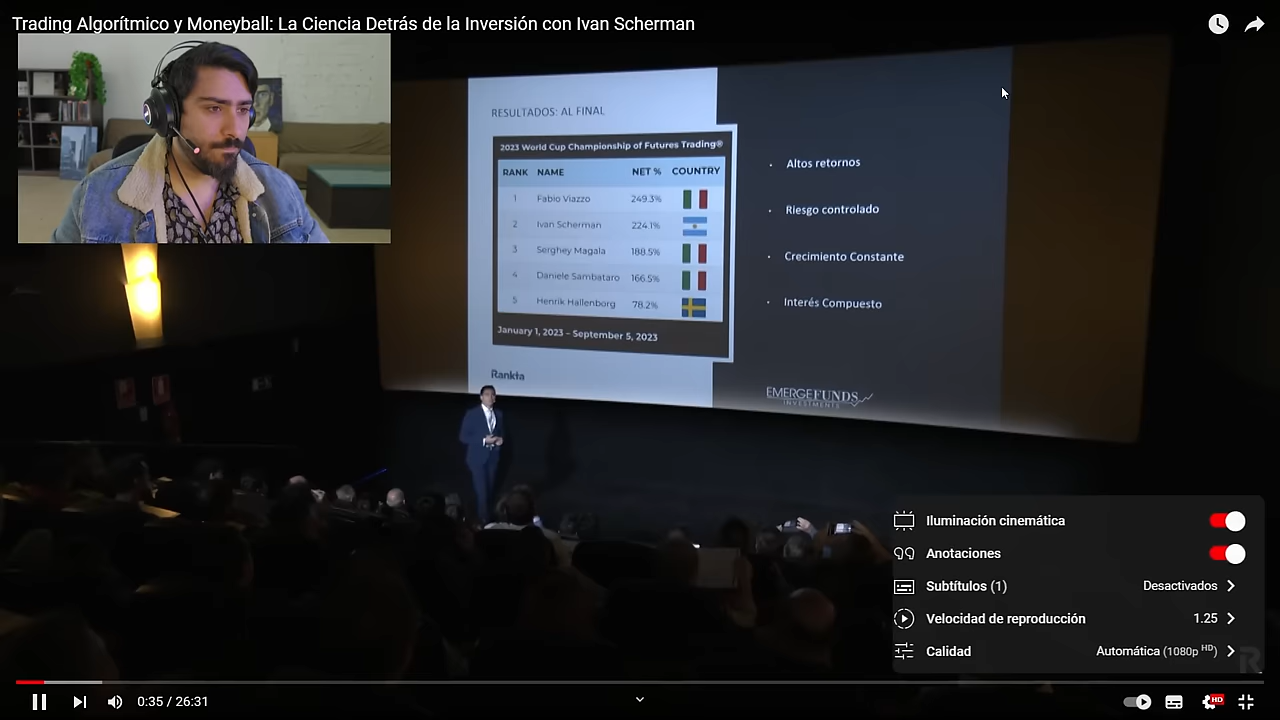 Trading Algorítmico y Moneyball: La Ciencia Detrás de la Inversión con Ivan Scherman
RESULTADOS: AL FINAL
2023 World Cup Championship of Futures Trading®
RANK NAME NET % COUNTRY
1 Fabio Viazzo 249.3%
2 Ivan Scherman 224.1%
3 Serghey Magala 188.5%
4 Daniele Sambataro 166.5%
5 Henrik Hallenborg 78.2%
January 1, 2023 – September 5, 2023
Rankia
• Altos retornos
• Riesgo controlado
• Crecimiento Constante
• Interés Compuesto
EMERGEFUNDS
INVESTMENTS
Iluminación cinemática
Anotaciones
Subtítulos (1) Desactivados
Velocidad de reproducción 1.25
Calidad Automática (1080p HD)
R
0:35 / 26:31
HD